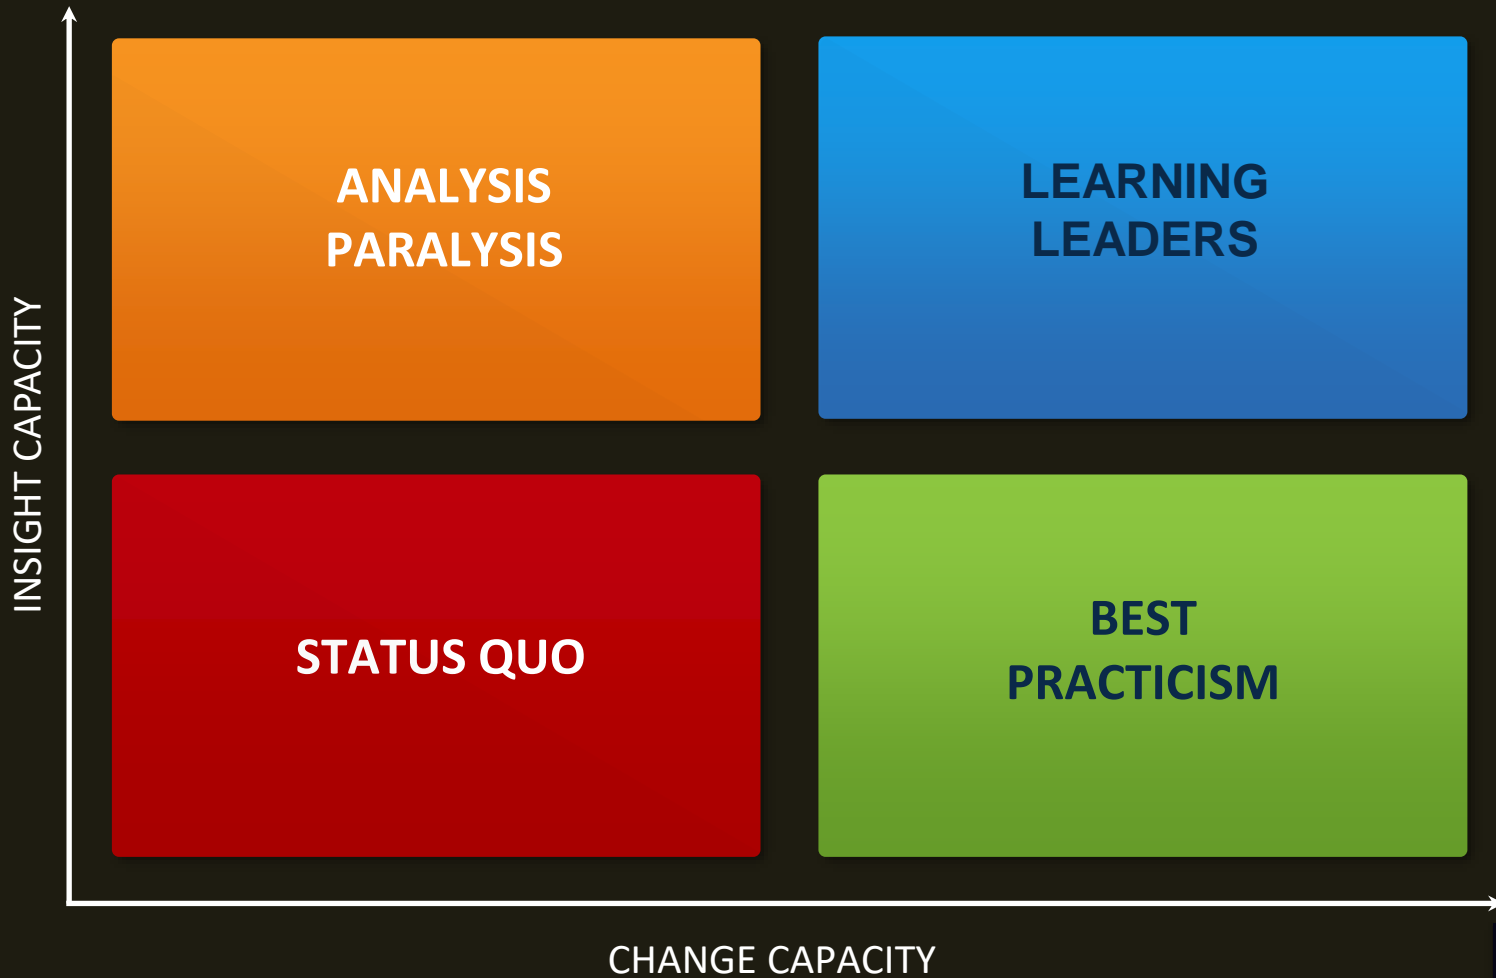 ANALYSIS
PARALYSIS
LEARNING
LEADERS
INSIGHT CAPACITY
STATUS QUO
BEST
PRACTICISM
CHANGE CAPACITY